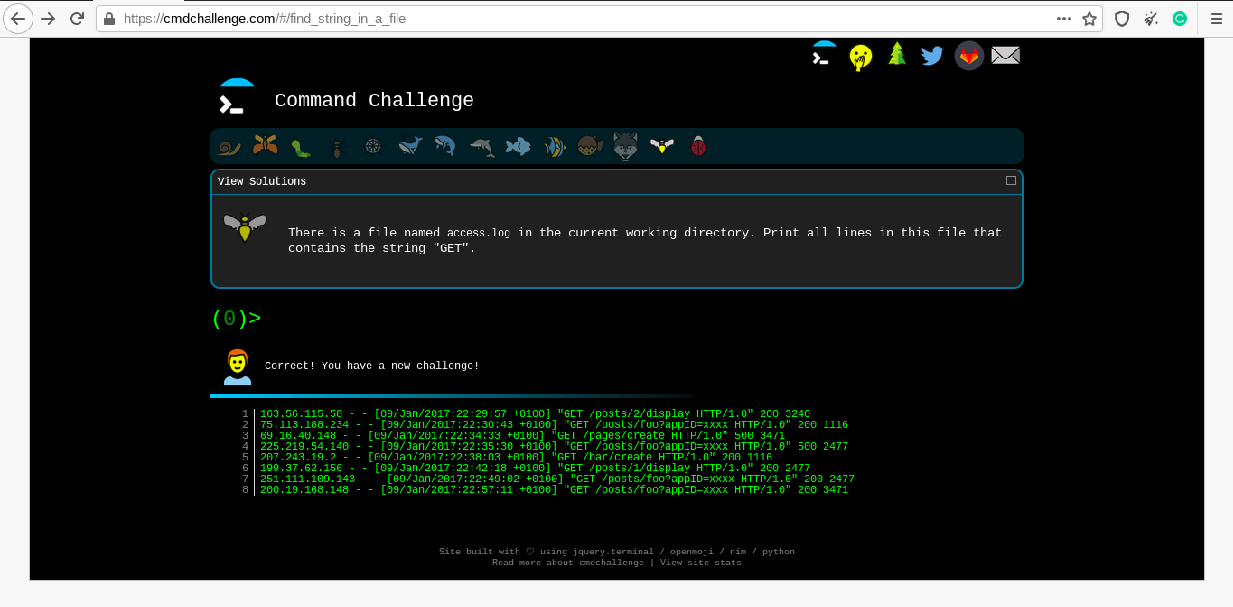 https://cmdchallenge.com/#/find_string_in_a_file
Command Challenge
View Solutions
There is a file named access.log in the current working directory. Print all lines in this file that
contains the string "GET".
(0)>
Correct! You have a new challenge!
1 163.56.115.58 - - [09/Jan/2017:22:29:57 +0100] "GET /posts/2/display HTTP/1.0" 200 3240
2 75.113.188.234 - - [09/Jan/2017:22:30:43 +0100] "GET /posts/foo?appID=xxxx HTTP/1.0" 200 1116
3 69.16.40.148 - - [09/Jan/2017:22:34:33 +0100] "GET /pages/create HTTP/1.0" 500 3471
4 225.219.54.140 - - [09/Jan/2017:22:35:30 +0100] "GET /posts/foo?appID=xxxx HTTP/1.0" 500 2477
5 207.243.19.2 - - [09/Jan/2017:22:38:03 +0100] "GET /bar/create HTTP/1.0" 200 1116
6 199.37.62.156 - - [09/Jan/2017:22:42:18 +0100] "GET /posts/1/display HTTP/1.0" 200 2477
7 251.111.109.143 - - [09/Jan/2017:22:49:02 +0100] "GET /posts/foo?appID=xxxx HTTP/1.0" 200 2477
8 200.19.168.148 - - [09/Jan/2017:22:57:11 +0100] "GET /posts/foo?appID=xxxx HTTP/1.0" 200 3471
Site built with ♡ using jquery.terminal / openmoji / nim / python
Read more about cmdchallenge | View site stats